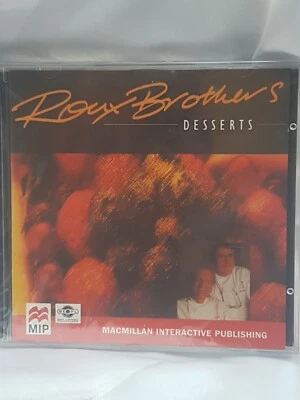 Roux Brothers
DESSERTS
MIP
MACMILLAN INTERACTIVE PUBLISHING